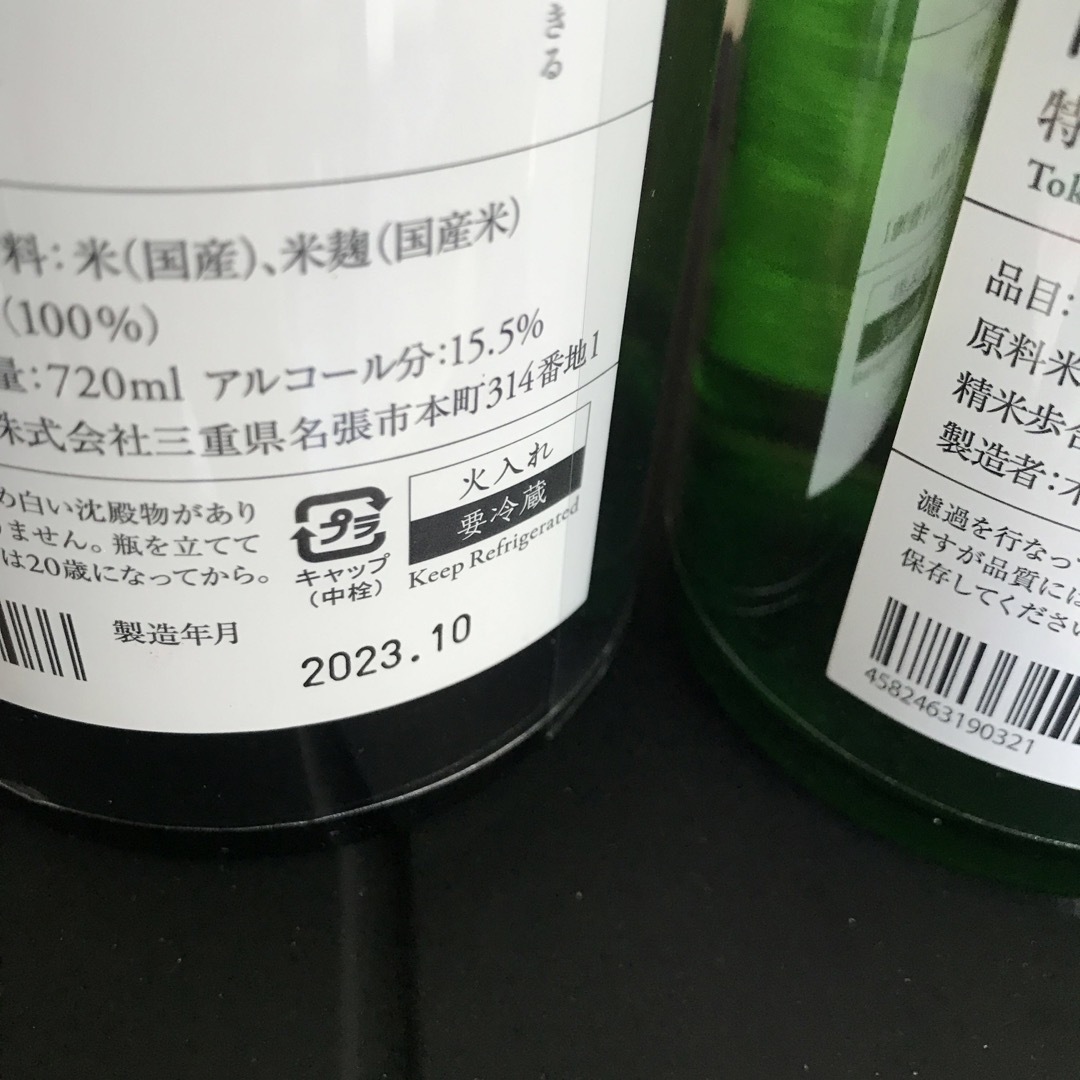 きる
料：米（国産）、米麹（国産米）
（100%）
量：720ml アルコール分：15.5%
株式会社三重県名張市本町314番地1
め白い沈殿物があり
りません。瓶を立てて
は20歳になってから。
プラ
キャップ
（中栓）
火入れ
要冷蔵
Keep Refrigerated
製造年月
2023.10
特
Tok
品目：
原料米
精米歩合
製造者：木
濾過を行なっ
ますが品質には
保存してください
4582463190321